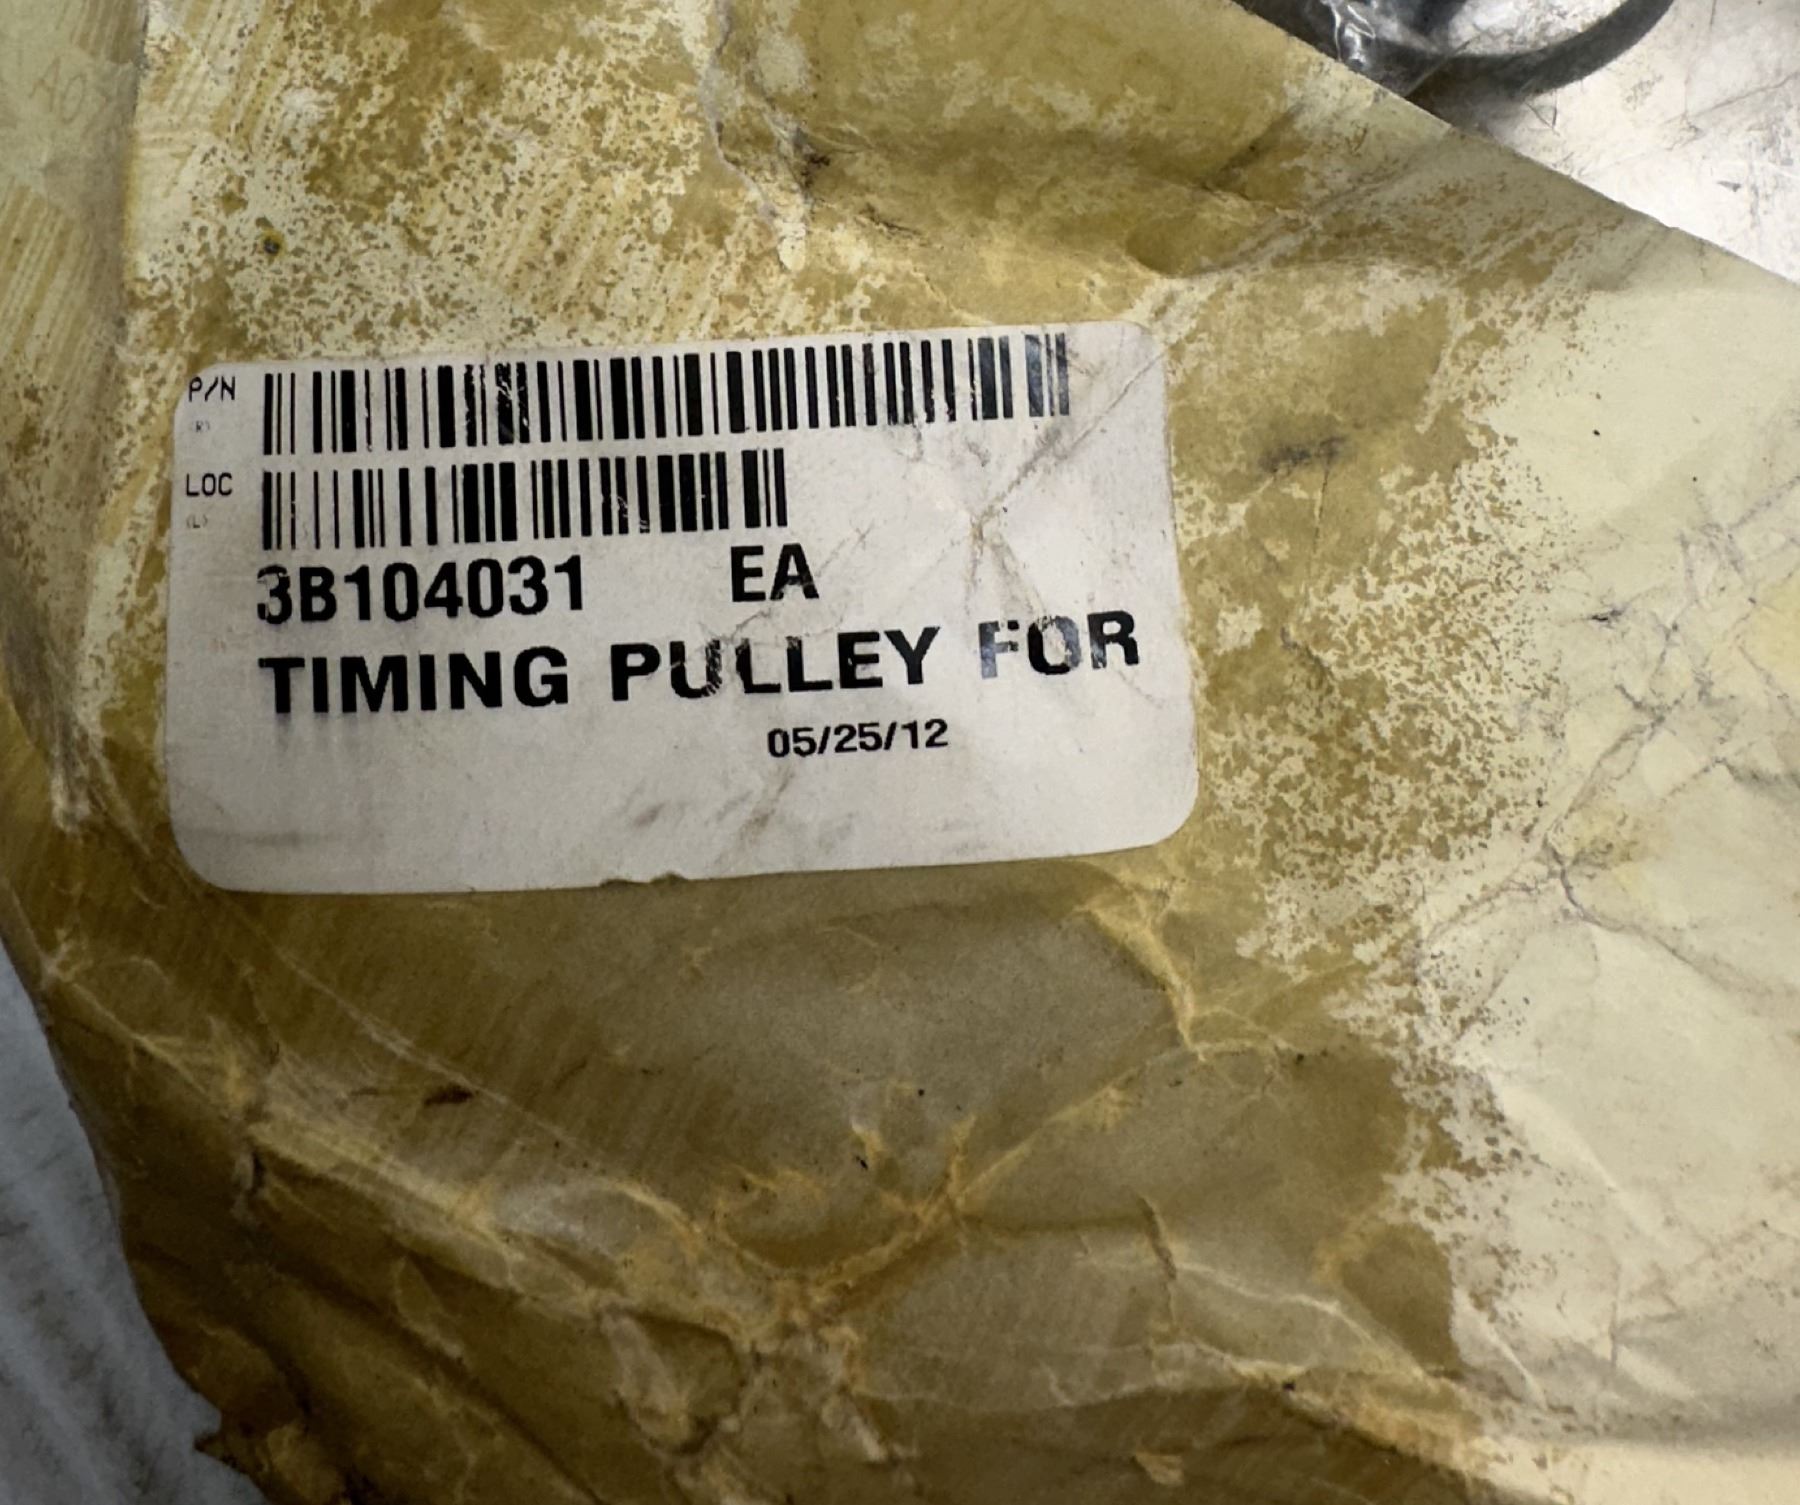 P/N
(R)
LOC
(L)
3B104031 EA
TIMING PULLEY FOR
05/25/12